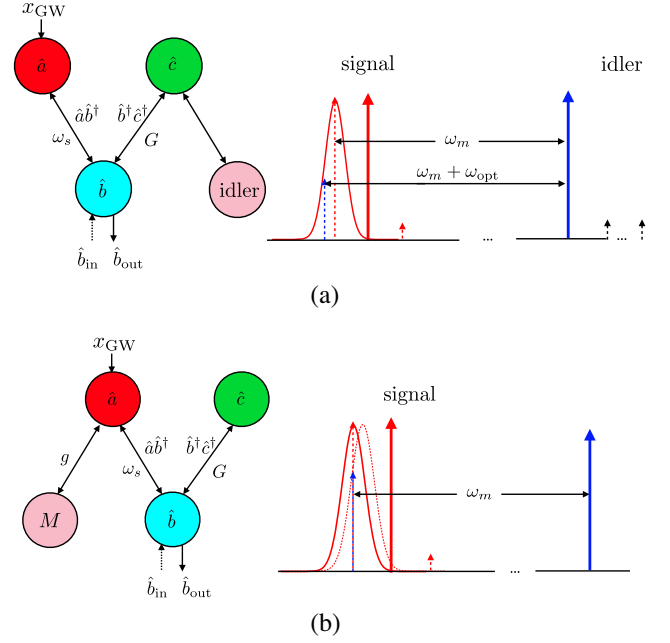 x_GW
â
ĉ
signal
idler
âb̂†
b̂†ĉ†
ω_s
G
ω_m
ω_m + ω_opt
b̂
idler
b̂_in
b̂_out
...
...
(a)
x_GW
â
ĉ
signal
g
âb̂†
b̂†ĉ†
ω_s
G
ω_m
M
b̂
b̂_in
b̂_out
...
(b)